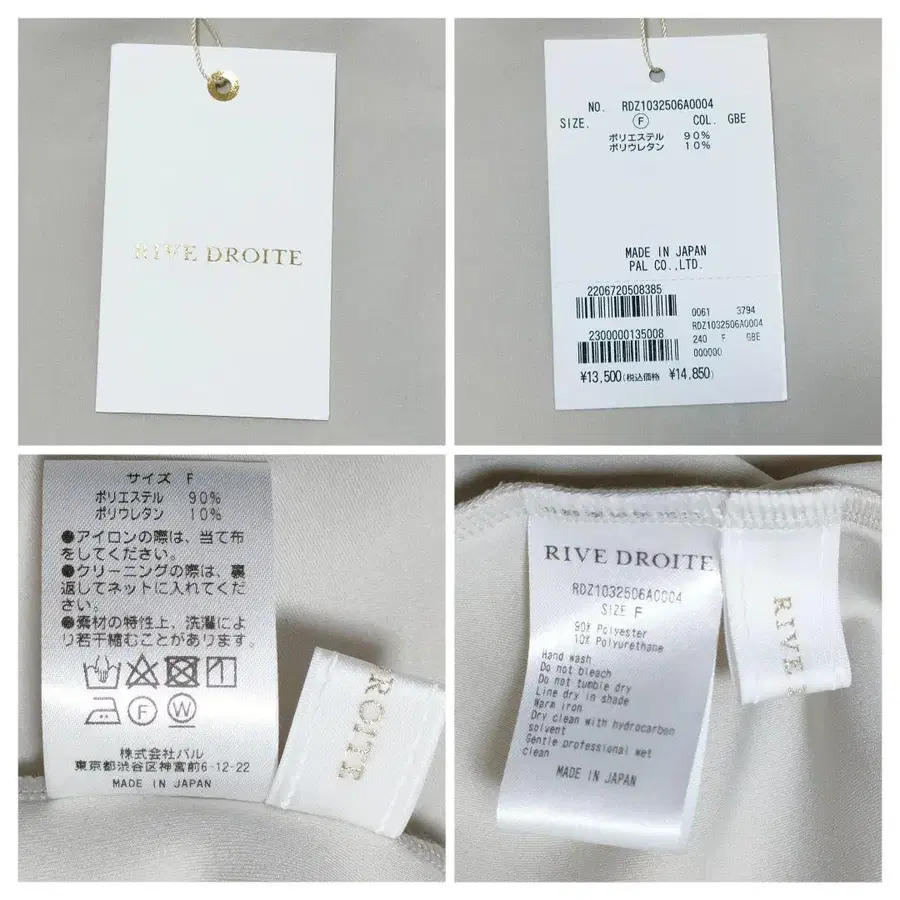 RIVE DROITE
NO. RDZ1032506A0004
SIZE. F COL. GBE
ポリエステル 90%
ポリウレタン 10%
MADE IN JAPAN
PAL CO.,LTD.
2206720508385
2300000135008
0061 3794
RDZ1032506A0004
240 F GBE
000000
¥13,500(税込価格 ¥14,850)
サイズ F
ポリエステル 90%
ポリウレタン 10%
●アイロンの際は、当て布
をしてください。
●クリーニングの際は、裏
返してネットに入れてくだ
さい。
●素材の特性上、洗濯によ
り若干縮むことがあります。
F W
株式会社パル
東京都渋谷区神宮前6-12-22
MADE IN JAPAN
ROITE
RIVE DROITE
RDZ1032506A0004
SIZE F
90% Polyester
10% Polyurethane
Hand wash
Do not bleach
Do not tumble dry
Line dry in shade
Warm iron
Dry clean with hydrocarbon
solvent
Gentle professional wet
clean
MADE IN JAPAN
RIVE